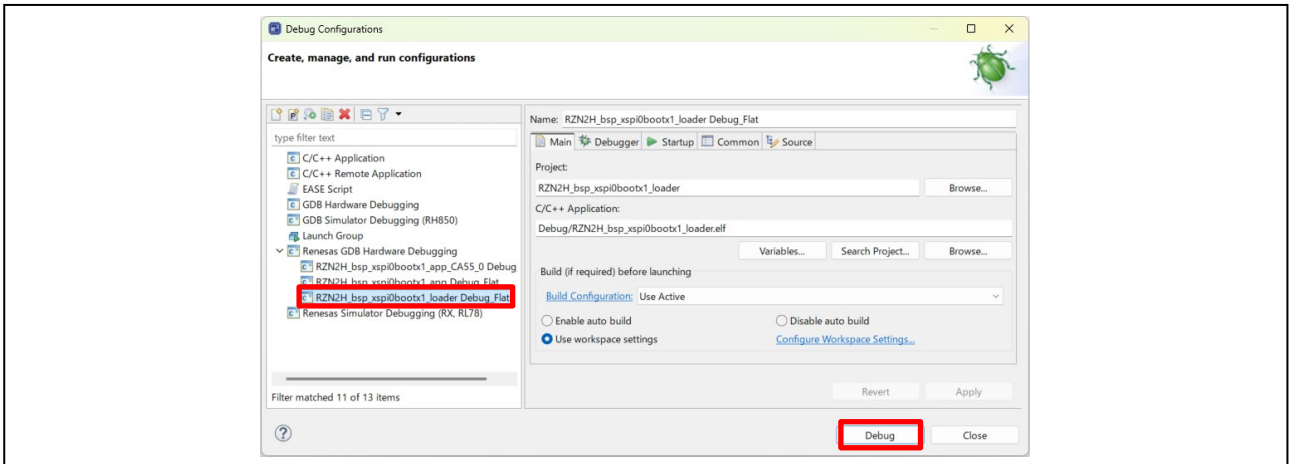 Debug Configurations
Create, manage, and run configurations
type filter text
C/C++ Application
C/C++ Remote Application
EASE Script
GDB Hardware Debugging
GDB Simulator Debugging (RH850)
Launch Group
Renesas GDB Hardware Debugging
RZN2H_bsp_xspi0bootx1_app_CA55_0 Debug
RZN2H_bsp_xspi0bootx1_app Debug_Flat
RZN2H_bsp_xspi0bootx1_loader Debug_Flat
Renesas Simulator Debugging (RX, RL78)
Filter matched 11 of 13 items
Name: RZN2H_bsp_xspi0bootx1_loader Debug_Flat
Main Debugger Startup Common Source
Project:
RZN2H_bsp_xspi0bootx1_loader Browse...
C/C++ Application:
Debug/RZN2H_bsp_xspi0bootx1_loader.elf
Variables... Search Project... Browse...
Build (if required) before launching
Build Configuration: Use Active
Enable auto build Disable auto build
Use workspace settings Configure Workspace Settings...
Revert Apply
Debug Close